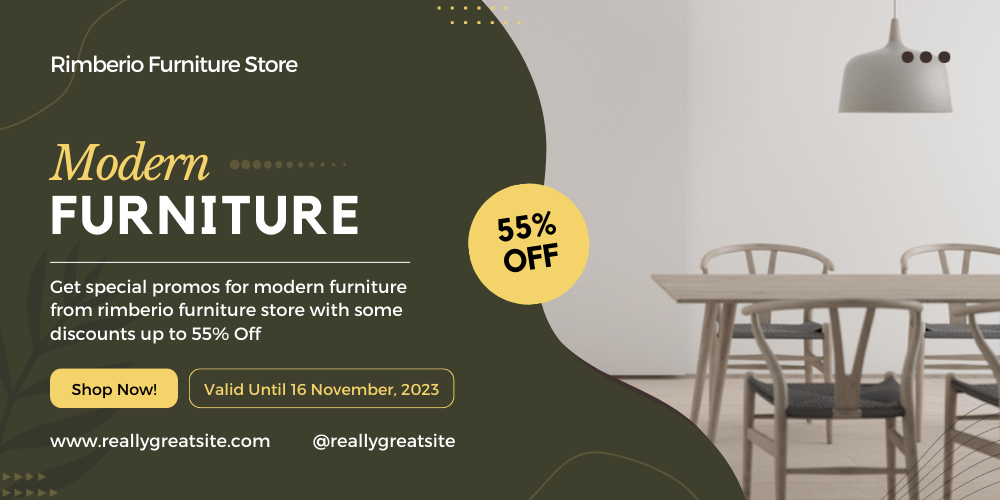 Rimberio Furniture Store
Modern
FURNITURE
55%
OFF
Get special promos for modern furniture
from rimberio furniture store with some
discounts up to 55% Off
Shop Now!
Valid Until 16 November, 2023
www.reallygreatsite.com
@reallygreatsite